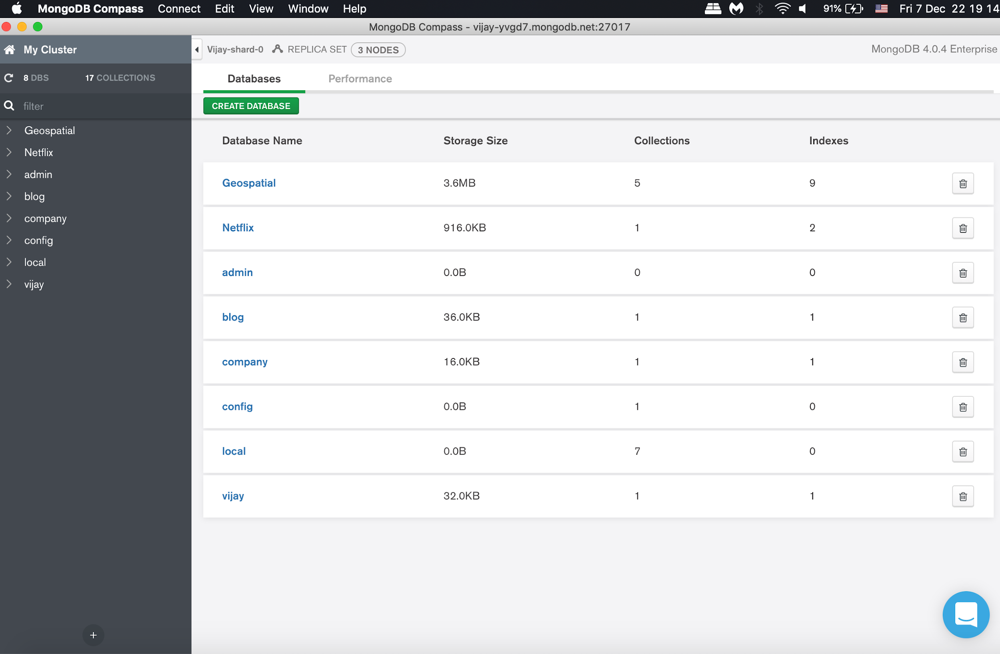 MongoDB Compass Connect Edit View Window Help 91% Fri 7 Dec 22 19 14
MongoDB Compass - vijay-yvgd7.mongodb.net:27017
My Cluster
Vijay-shard-0 REPLICA SET 3 NODES MongoDB 4.0.4 Enterprise
8 DBS 17 COLLECTIONS
Databases Performance
filter
CREATE DATABASE
Geospatial
Netflix
admin
blog
company
config
local
vijay
Database Name Storage Size Collections Indexes
Geospatial 3.6MB 5 9
Netflix 916.0KB 1 2
admin 0.0B 0 0
blog 36.0KB 1 1
company 16.0KB 1 1
config 0.0B 1 0
local 0.0B 7 0
vijay 32.0KB 1 1
+